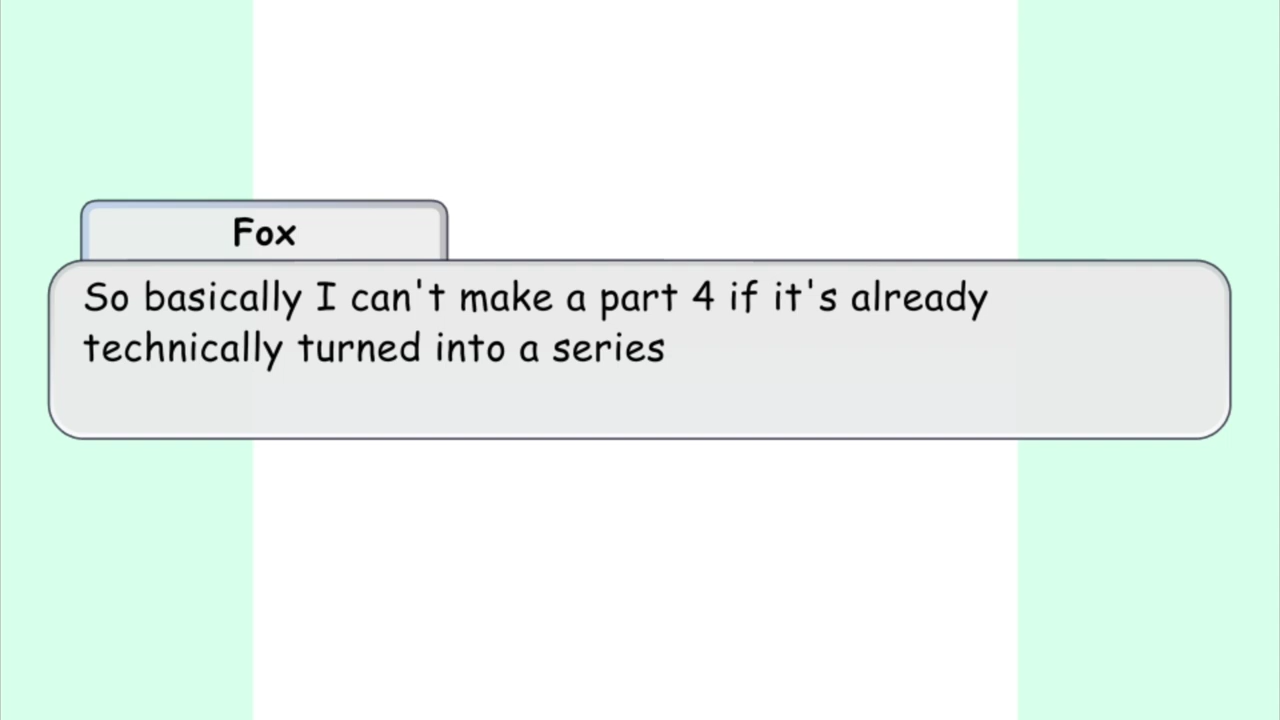 Fox
So basically I can't make a part 4 if it's already
technically turned into a series